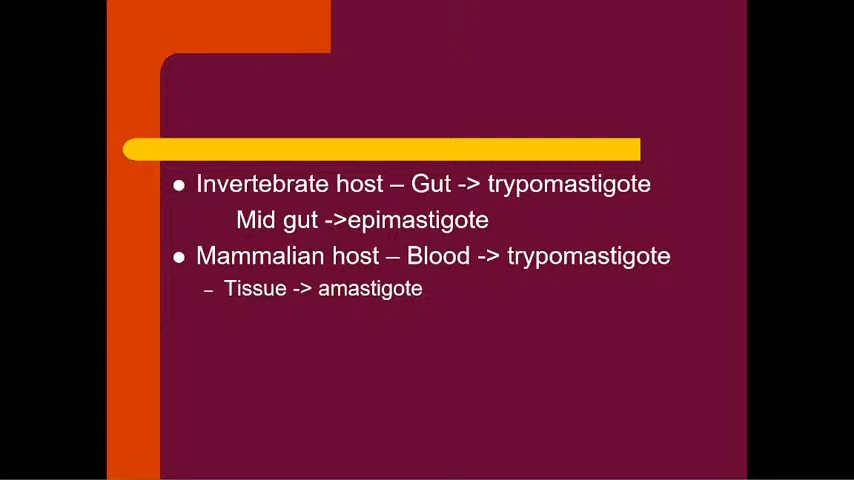 ● Invertebrate host – Gut -> trypomastigote
Mid gut ->epimastigote
● Mammalian host – Blood -> trypomastigote
– Tissue -> amastigote